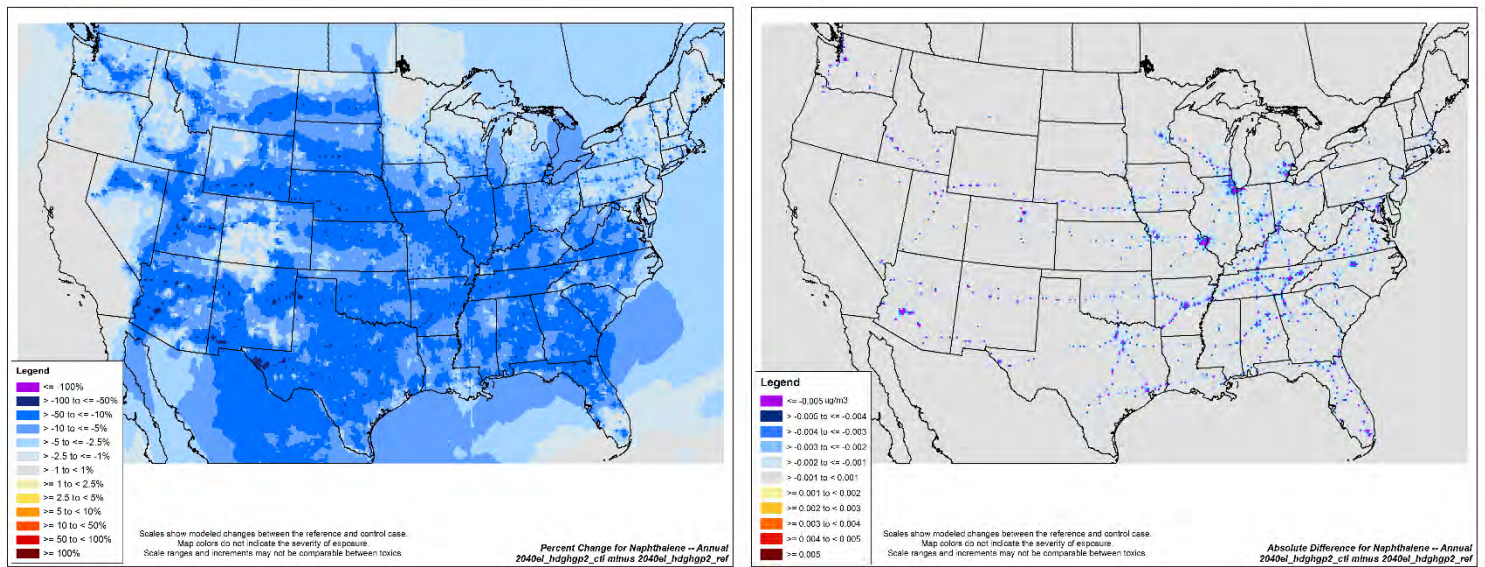 Legend
<= -100%
> -100 to <= -50%
> -50 to <= -10%
> -10 to <= -5%
> -5 to <= -2.5%
> -2.5 to <= -1%
> -1 to < 1%
>= 1 to < 2.5%
>= 2.5 to < 5%
>= 5 to < 10%
>= 10 to < 50%
>= 50 to < 100%
>= 100%
Scales show modeled changes between the reference and control case.
Map colors do not indicate the severity of exposure.
Scale ranges and increments may not be comparable between toxics.
Percent Change for Naphthalene -- Annual
2040el_hdghgp2_ctl minus 2040el_hdghgp2_ref
Legend
<= -0.005 ug/m3
> -0.005 to <= -0.004
> -0.004 to <= -0.003
> -0.003 to <= -0.002
> -0.002 to <= -0.001
> -0.001 to < 0.001
>= 0.001 to < 0.002
>= 0.002 to < 0.003
>= 0.003 to < 0.004
>= 0.004 to < 0.005
>= 0.005
Scales show modeled changes between the reference and control case.
Map colors do not indicate the severity of exposure.
Scale ranges and increments may not be comparable between toxics.
Absolute Difference for Naphthalene -- Annual
2040el_hdghgp2_ctl minus 2040el_hdghgp2_ref